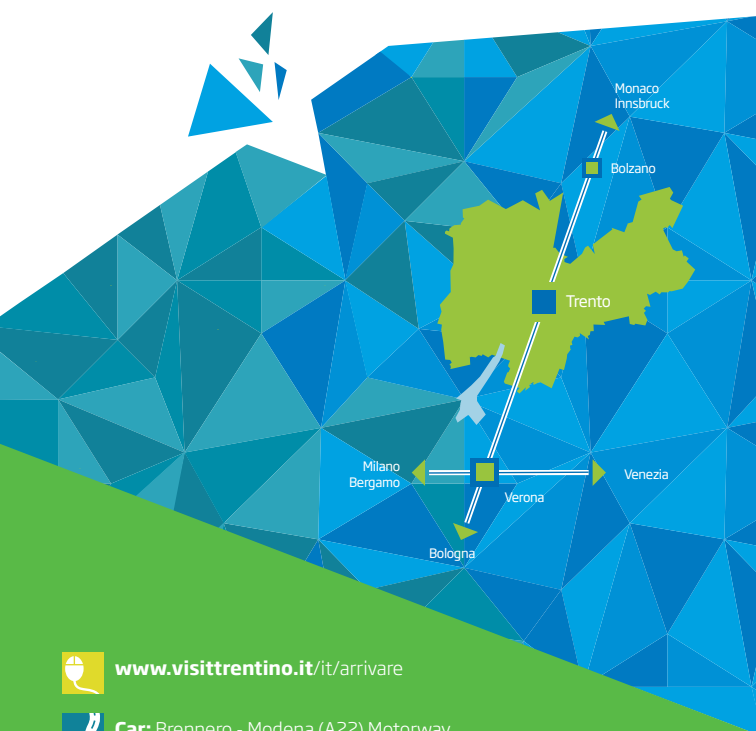 Monaco
Innsbruck
Bolzano
Trento
Milano
Bergamo
Venezia
Verona
Bologna
www.visittrentino.it/it/arrivare
Car: Brennero - Modena (A22) Motorway